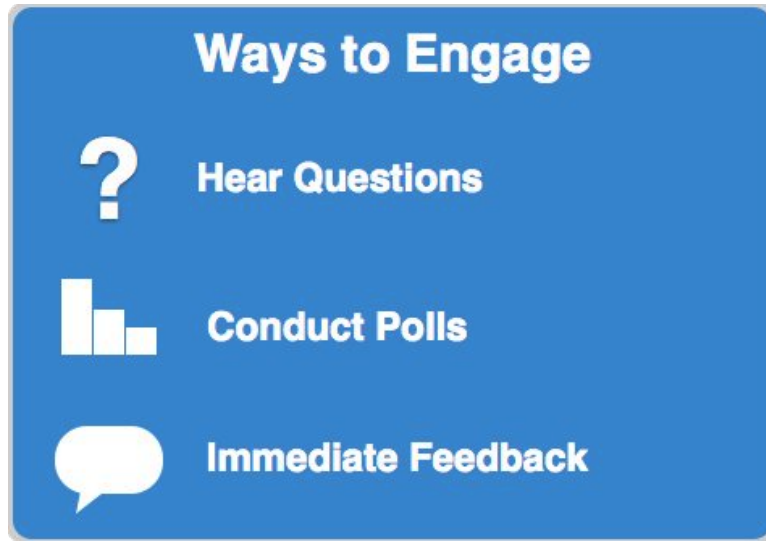 Ways to Engage
? Hear Questions
Conduct Polls
Immediate Feedback